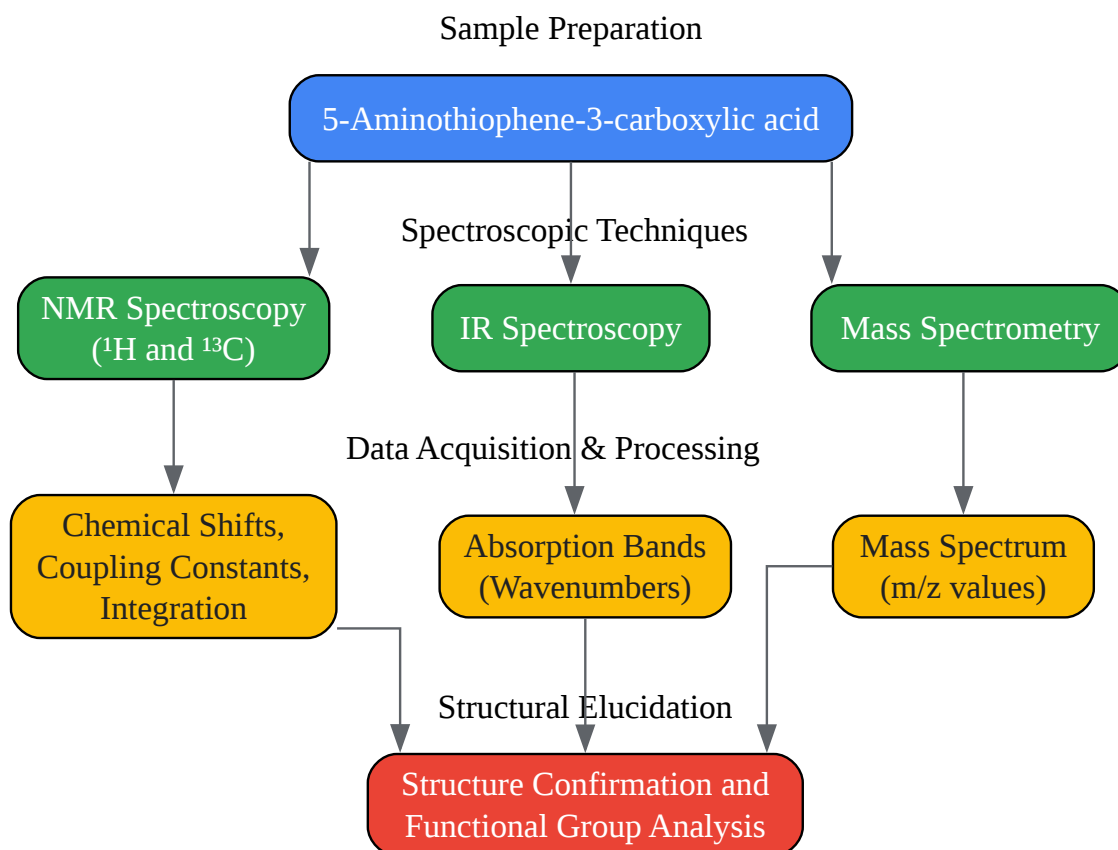 Sample Preparation
5-Aminothiophene-3-carboxylic acid
Spectroscopic Techniques
NMR Spectroscopy
(¹H and ¹³C)
IR Spectroscopy
Mass Spectrometry
Data Acquisition & Processing
Chemical Shifts,
Coupling Constants,
Integration
Absorption Bands
(Wavenumbers)
Mass Spectrum
(m/z values)
Structural Elucidation
Structure Confirmation and
Functional Group Analysis